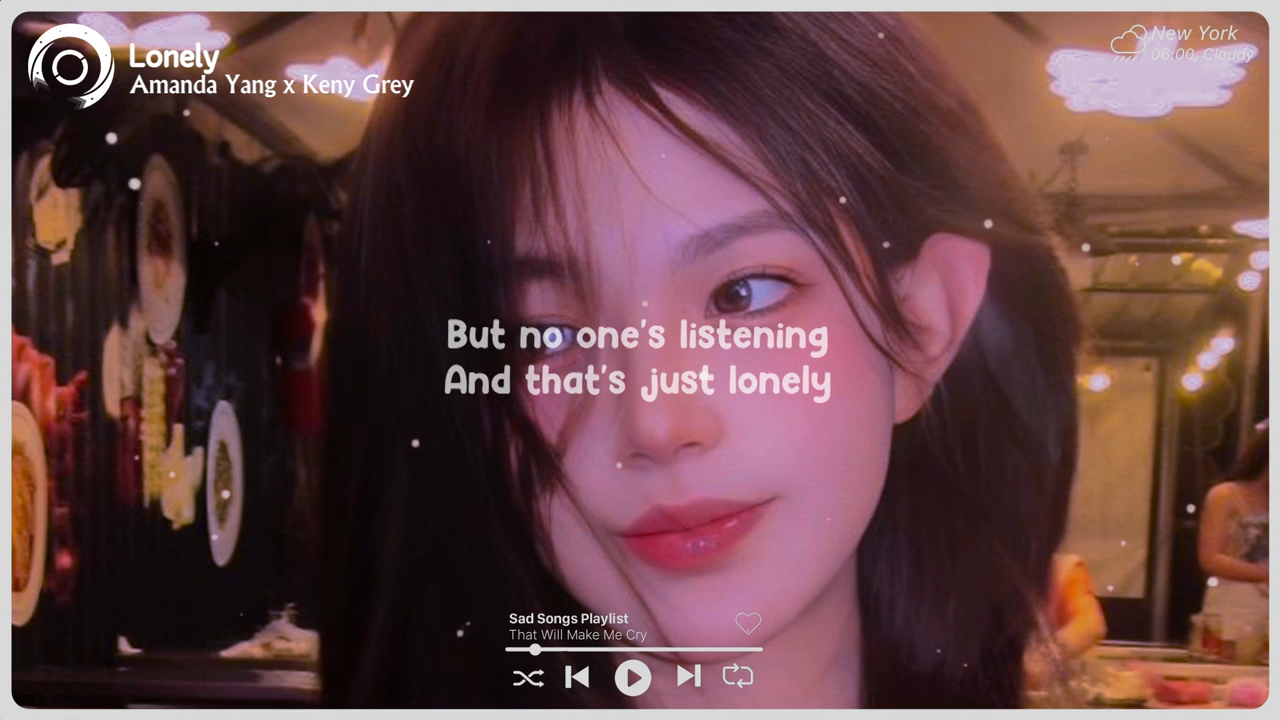 Lonely
Amanda Yang x Keny Grey
New York
06:00, Cloudy
But no one's listening
And that's just lonely
Sad Songs Playlist
That Will Make Me Cry